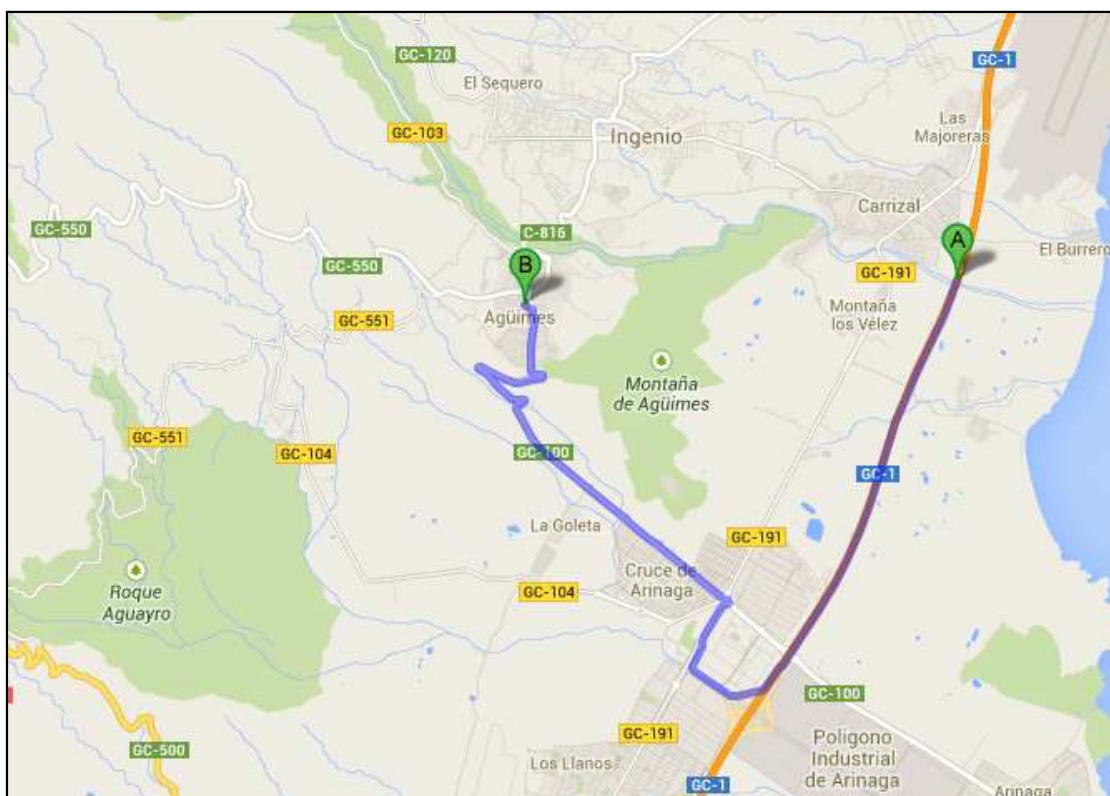 GC-120
GC-1
El Sequero
Ingenio
Las
Majoreras
GC-103
Carrizal
GC-550
C-816
A
El Burrero
B
GC-550
GC-191
Agüimes
Montaña
los Vélez
GC-551
Montaña
de Agüimes
GC-551
GC-104
GC-100
GC-1
La Goleta
GC-191
Cruce de
Arinaga
Roque
Aguayro
GC-104
GC-100
GC-191
GC-500
Poligono
Industrial
de Arinaga
Los Llanos
GC-1
Arinaga